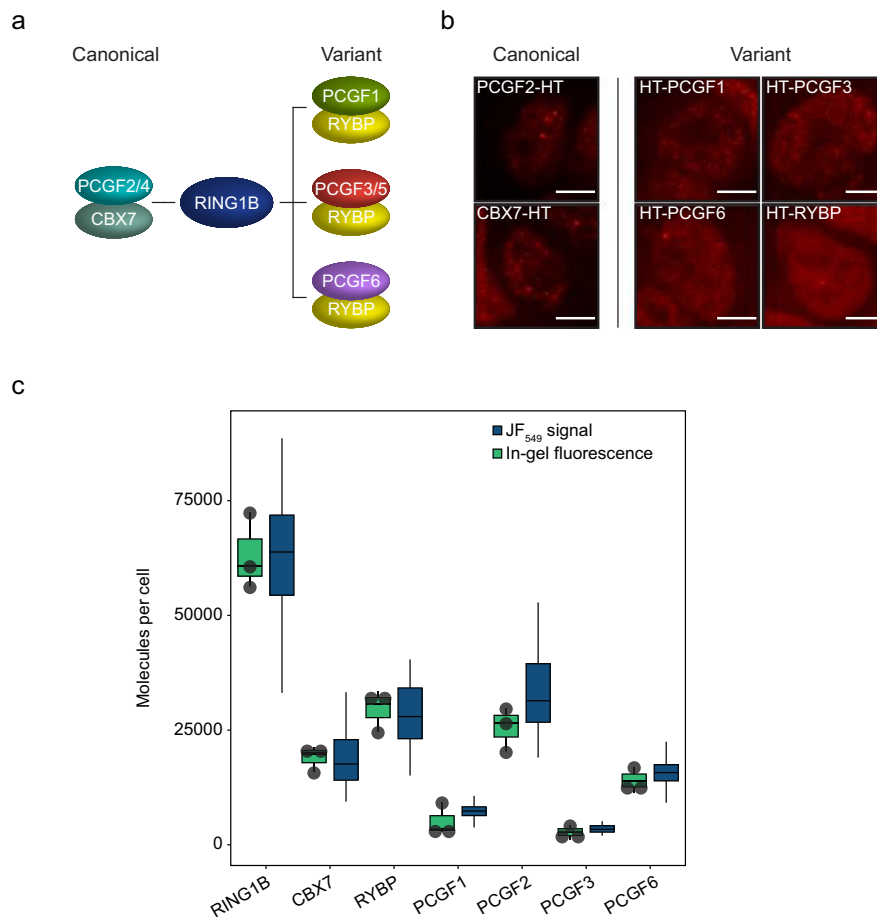 a
Canonical
Variant
PCGF1
RYBP
PCGF2/4
CBX7
RING1B
PCGF3/5
RYBP
PCGF6
RYBP
b
Canonical
Variant
PCGF2-HT
HT-PCGF1
HT-PCGF3
CBX7-HT
HT-PCGF6
HT-RYBP
c
JF549 signal
In-gel fluorescence
Molecules per cell
75000
50000
25000
0
RING1B
CBX7
RYBP
PCGF1
PCGF2
PCGF3
PCGF6